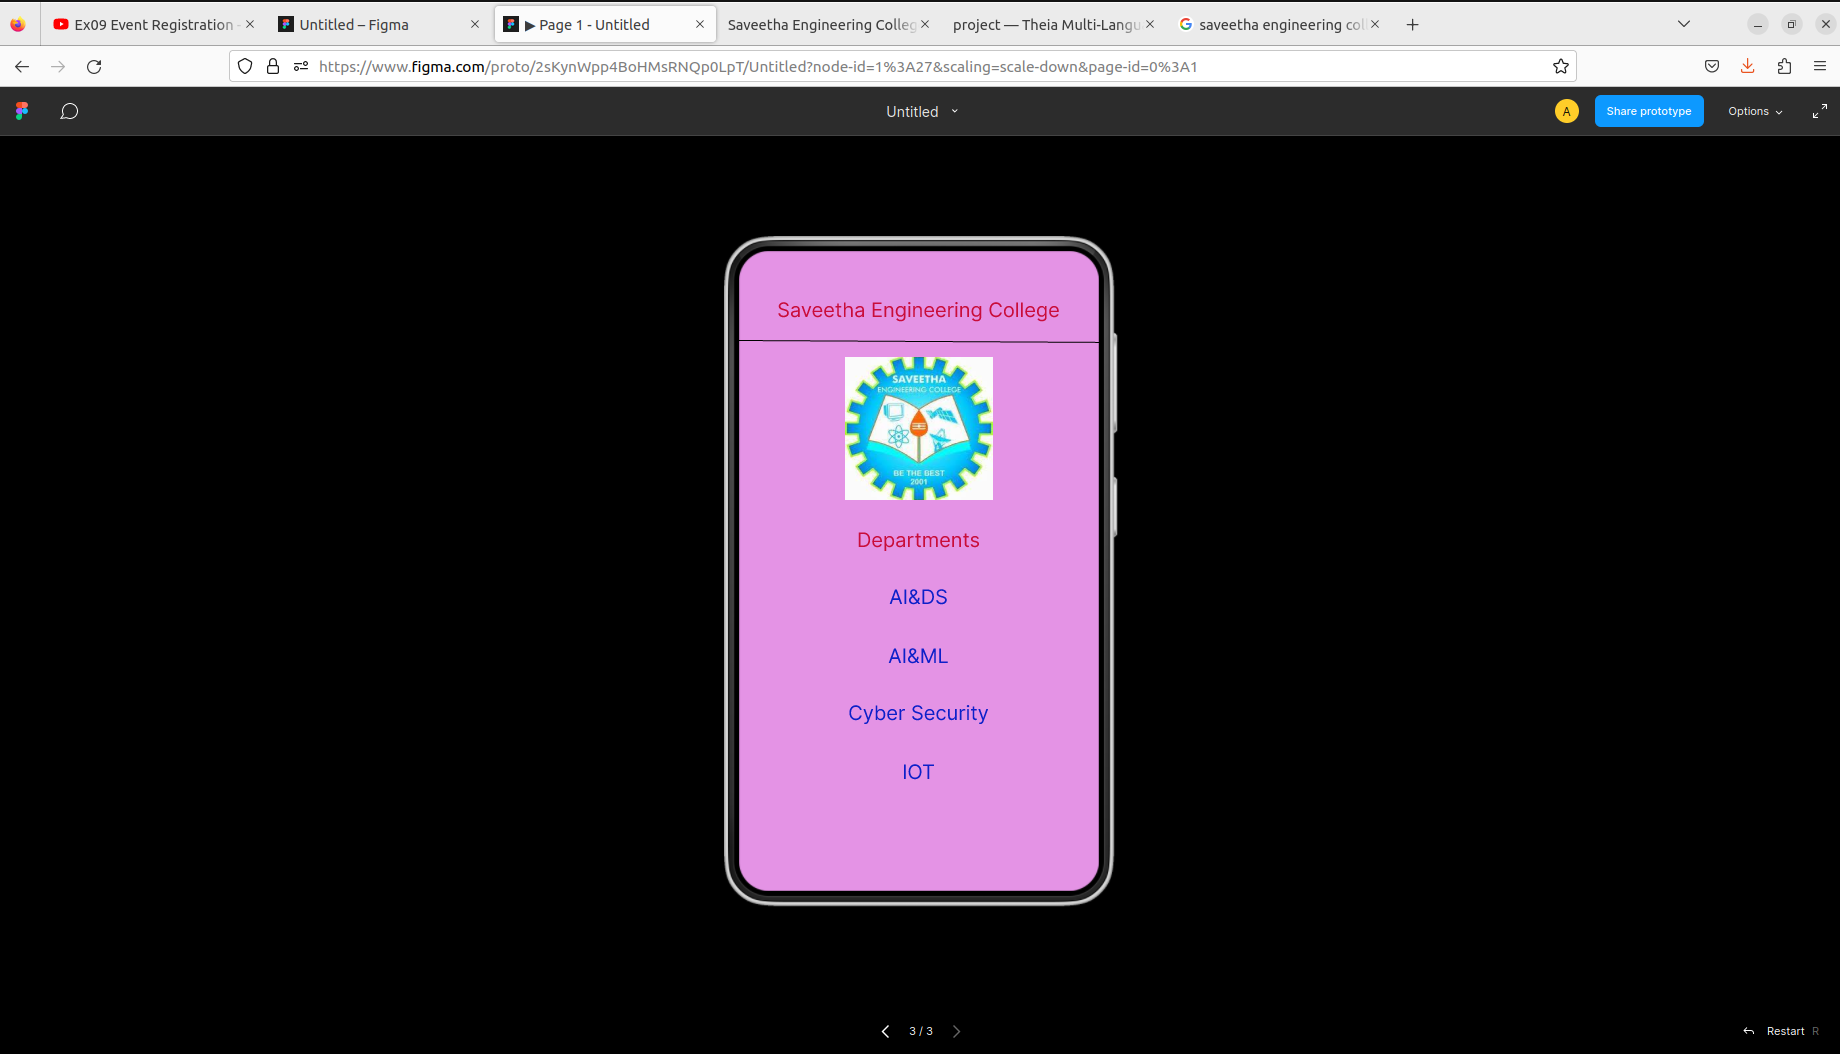 Ex09 Event Registration
Untitled – Figma
▶ Page 1 - Untitled
Saveetha Engineering Colleg
project — Theia Multi-Langu
saveetha engineering col
https://www.figma.com/proto/2sKynWpp4BoHMsRNQp0LpT/Untitled?node-id=1%3A27&scaling=scale-down&page-id=0%3A1
Untitled
A
Share prototype
Options
Saveetha Engineering College
SAVEETHA
ENGINEERING COLLEGE
BE THE BEST
2001
Departments
AI&DS
AI&ML
Cyber Security
IOT
3 / 3
Restart R